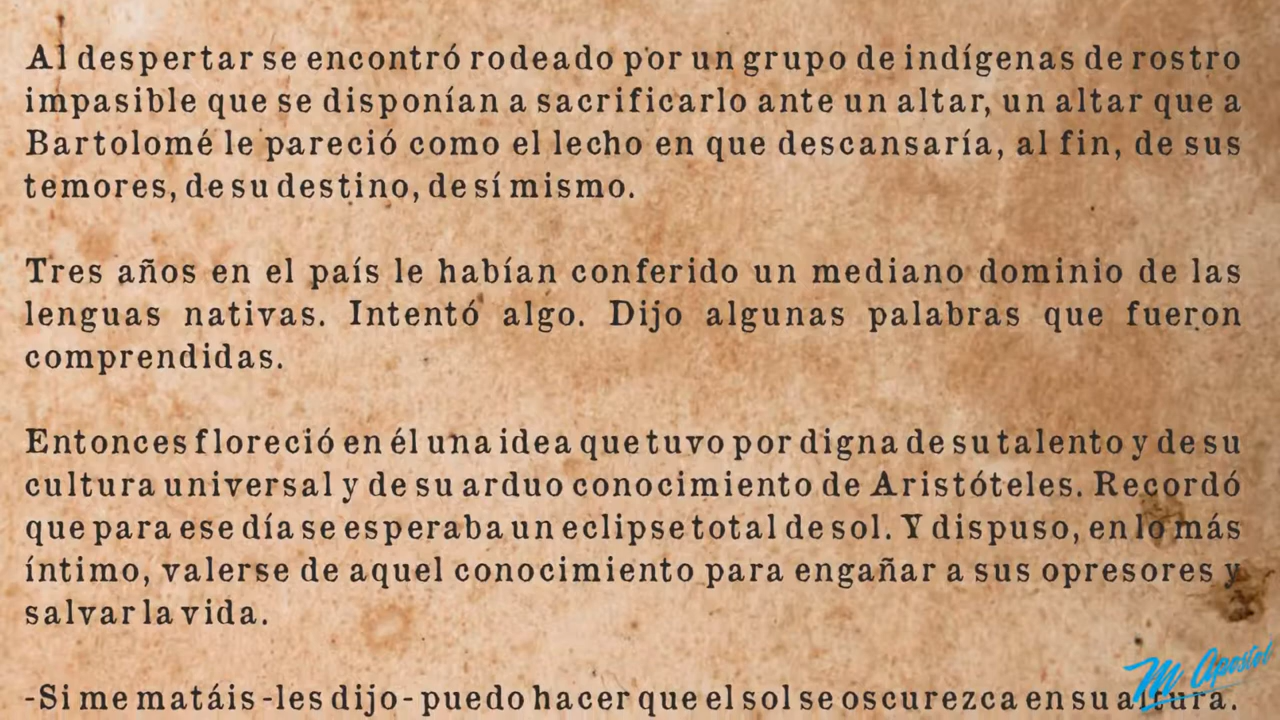 Al despertar se encontró rodeado por un grupo de indígenas de rostro
impasible que se disponían a sacrificarlo ante un altar, un altar que a
Bartolomé le pareció como el lecho en que descansaría, al fin, de sus
temores, de su destino, de sí mismo.
Tres años en el país le habían conferido un mediano dominio de las
lenguas nativas. Intentó algo. Dijo algunas palabras que fueron
comprendidas.
Entonces floreció en él una idea que tuvo por digna de su talento y de su
cultura universal y de su arduo conocimiento de Aristóteles. Recordó
que para ese día se esperaba un eclipse total de sol. Y dispuso, en lo más
íntimo, valerse de aquel conocimiento para engañar a sus opresores y
salvar la vida.
-Si me matáis -les dijo- puedo hacer que el sol se oscurezca en su altura.
M. Apostol